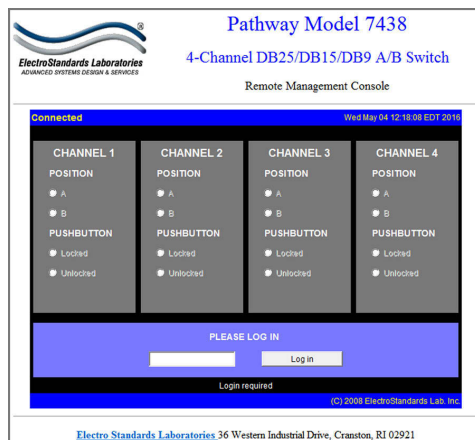 ®
Pathway Model 7438
ElectroStandards Laboratories
ADVANCED SYSTEMS DESIGN & SERVICES
4-Channel DB25/DB15/DB9 A/B Switch
Remote Management Console
Connected Wed May 04 12:18:08 EDT 2016
CHANNEL 1 CHANNEL 2 CHANNEL 3 CHANNEL 4
POSITION POSITION POSITION POSITION
A A A A
B B B B
PUSHBUTTON PUSHBUTTON PUSHBUTTON PUSHBUTTON
Locked Locked Locked Locked
Unlocked Unlocked Unlocked Unlocked
PLEASE LOG IN
Log in
Login required
(C) 2008 ElectroStandards Lab. Inc.
Electro Standards Laboratories 36 Western Industrial Drive, Cranston, RI 02921